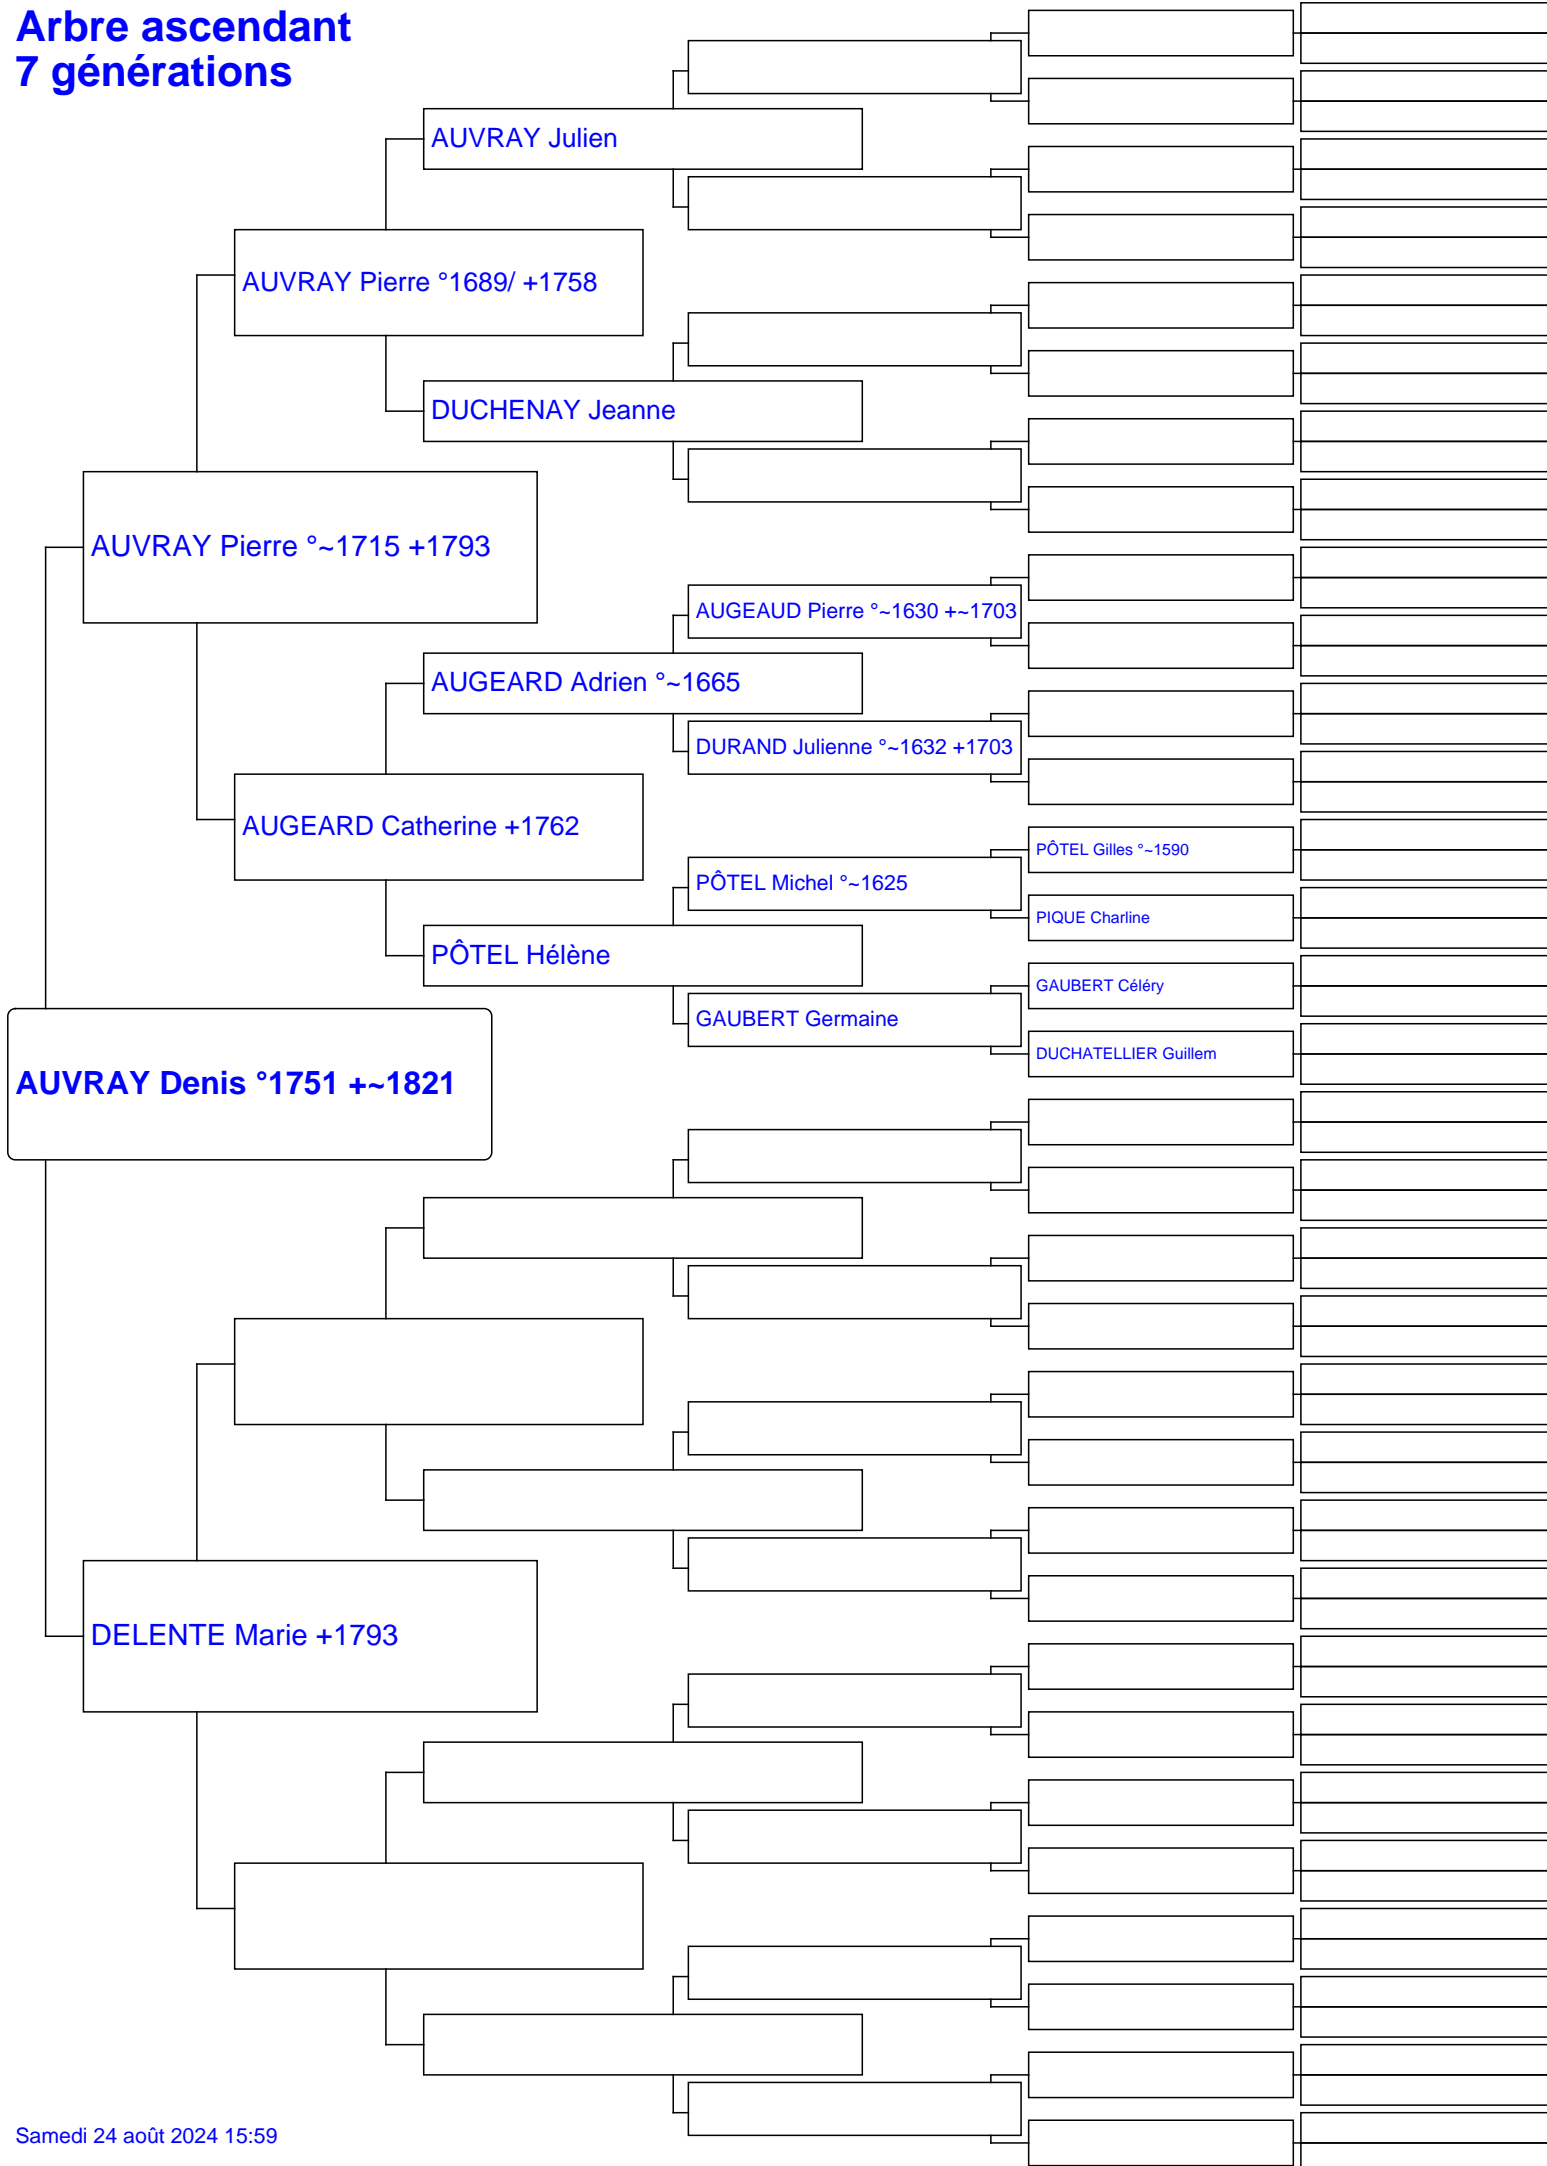 Arbre ascendant
7 générations
AUVRAY Julien
AUVRAY Pierre °1689/ +1758
DUCHENAY Jeanne
AUVRAY Pierre °~1715 +1793
AUGEAUD Pierre °~1630 +~1703
AUGEARD Adrien °~1665
DURAND Julienne °~1632 +1703
AUGEARD Catherine +1762
PÔTEL Gilles °~1590
PÔTEL Michel °~1625
PIQUE Charline
PÔTEL Hélène
GAUBERT Céléry
GAUBERT Germaine
DUCHATELLIER Guillem
AUVRAY Denis °1751 +~1821
DELENTE Marie +1793
Samedi 24 août 2024 15:59